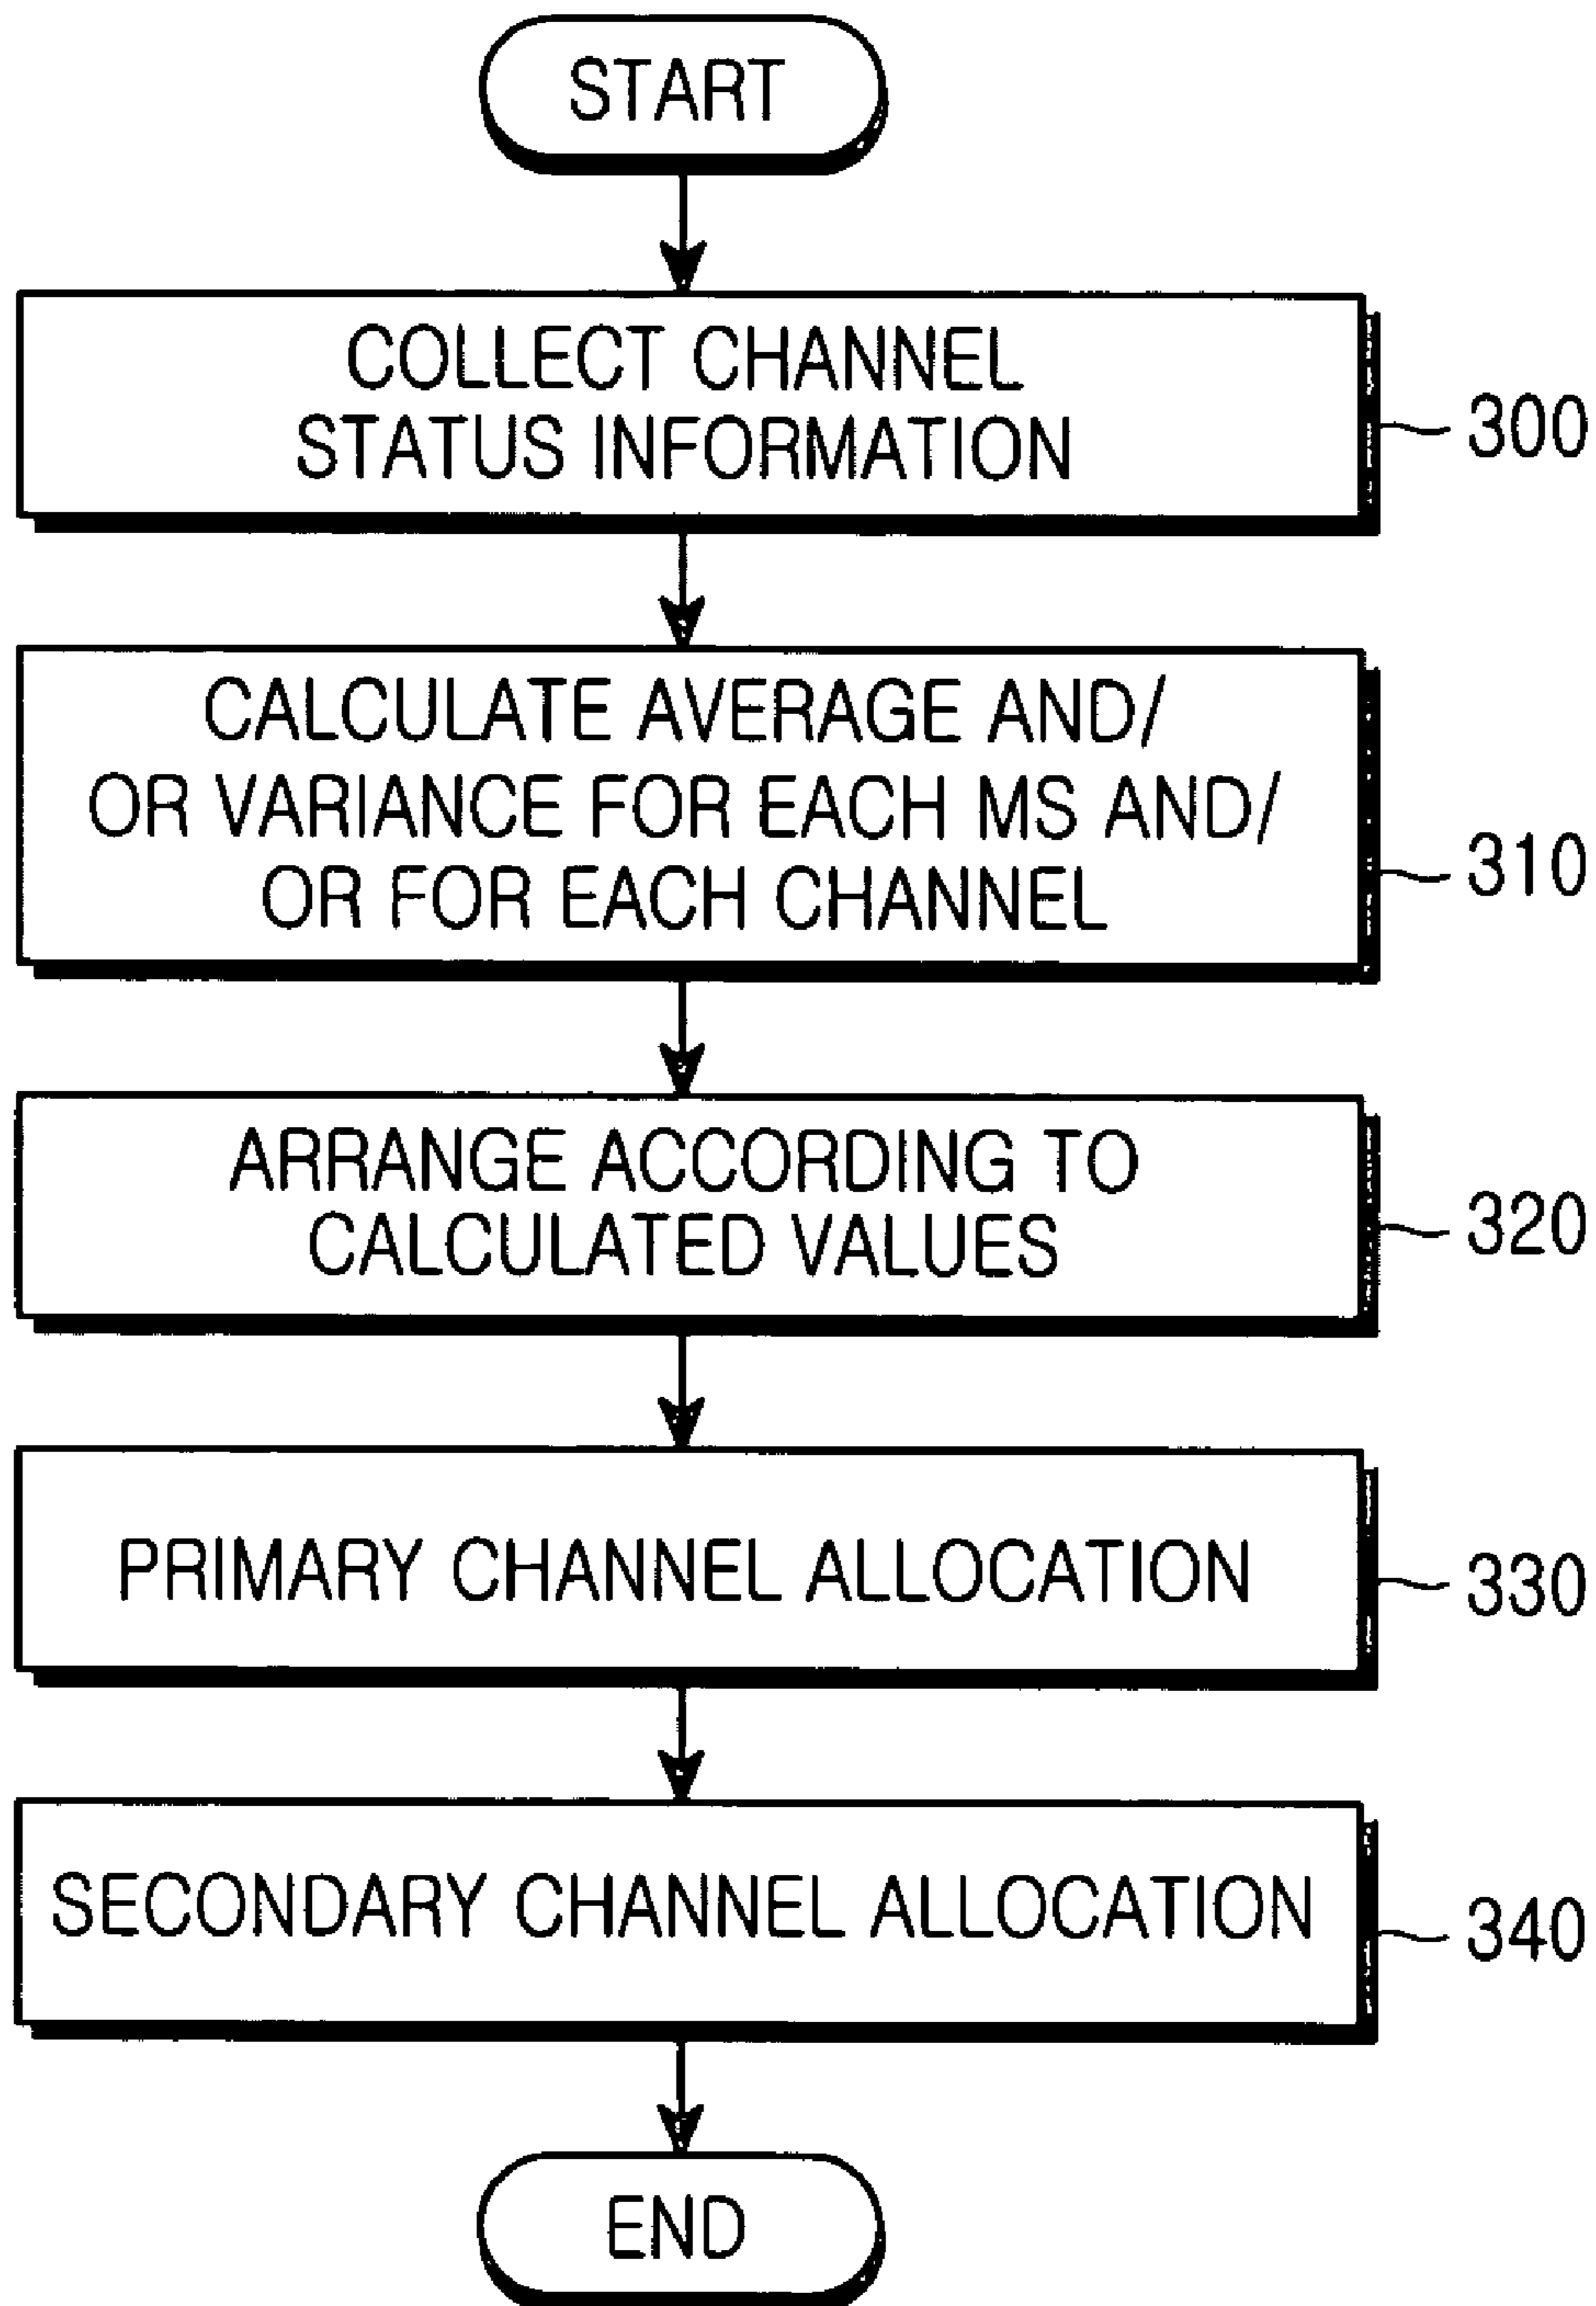 START
COLLECT CHANNEL
STATUS INFORMATION
300
CALCULATE AVERAGE AND/
OR VARIANCE FOR EACH MS AND/
OR FOR EACH CHANNEL
310
ARRANGE ACCORDING TO
CALCULATED VALUES
320
PRIMARY CHANNEL ALLOCATION
330
SECONDARY CHANNEL ALLOCATION
340
END